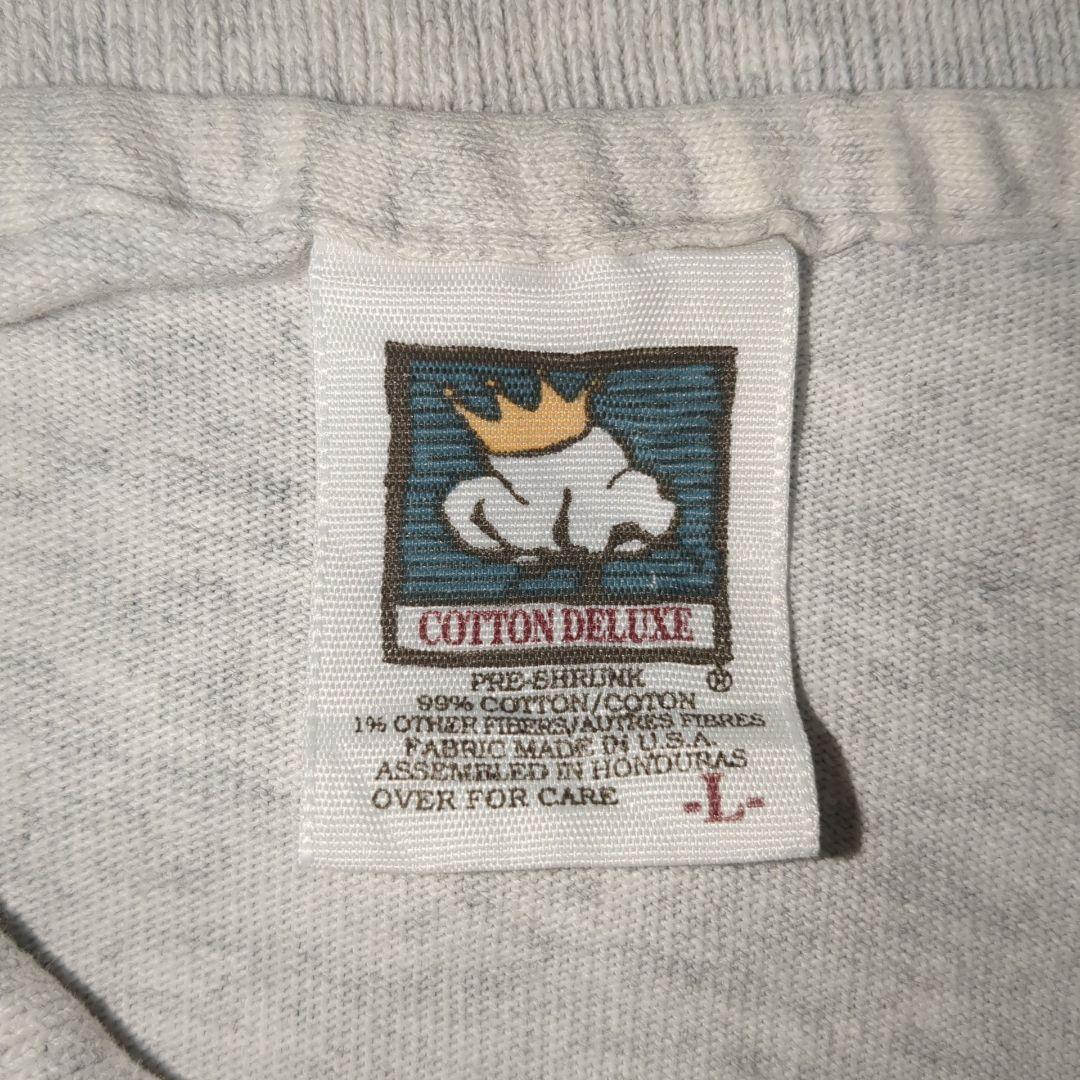 COTTON DELUXE
®
PRE-SHRUNK
99% COTTON/COTON
1% OTHER FIBERS/AUTRES FIBRES
FABRIC MADE IN U.S.A.
ASSEMBLED IN HONDURAS
OVER FOR CARE
-L-